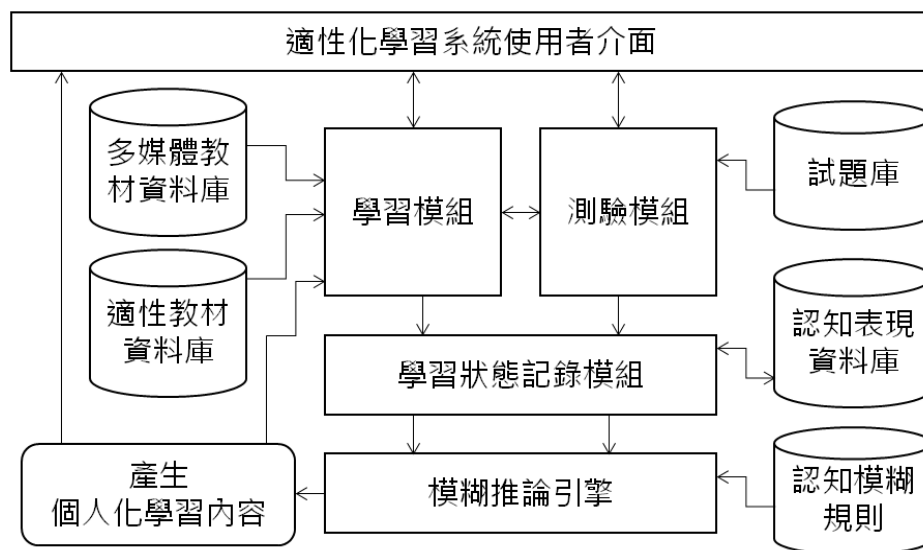 適性化學習系統使用者介面
多媒體教
材資料庫
學習模組
測驗模組
試題庫
適性教材
資料庫
學習狀態記錄模組
認知表現
資料庫
產生
個人化學習內容
模糊推論引擎
認知模糊
規則